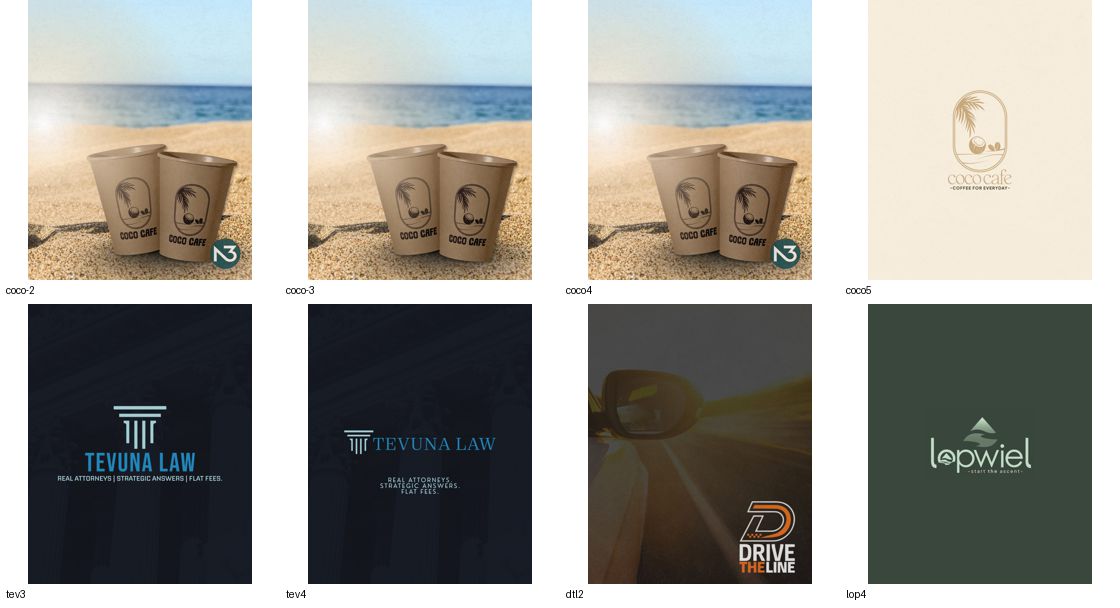 COCO CAFE
COCO CAFE
N3
coco-2
COCO CAFE
COCO CAFE
coco-3
COCO CAFE
COCO CAFE
N3
coco4
coco cafe
-COFFEE FOR EVERYDAY-
coco5
TEVUNA LAW
REAL ATTORNEYS | STRATEGIC ANSWERS | FLAT FEES.
tev3
TEVUNA LAW
REAL ATTORNEYS.
STRATEGIC ANSWERS.
FLAT FEES.
tev4
DRIVE
THE LINE
dtl2
lopwiel
-start the ascent-
lop4